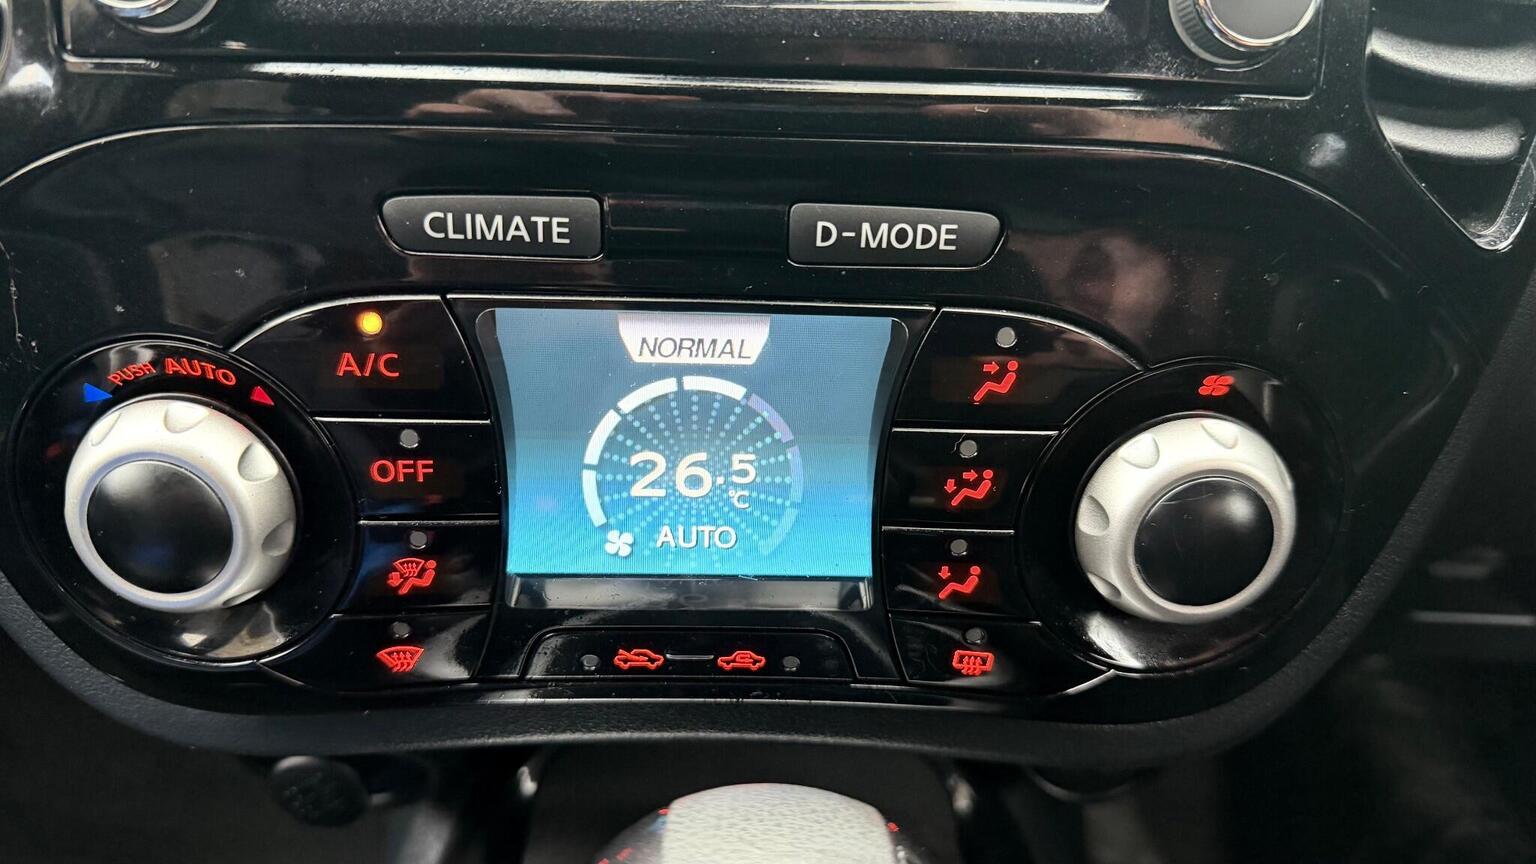 CLIMATE
D-MODE
PUSH AUTO
A/C
OFF
NORMAL
26.5
°C
AUTO